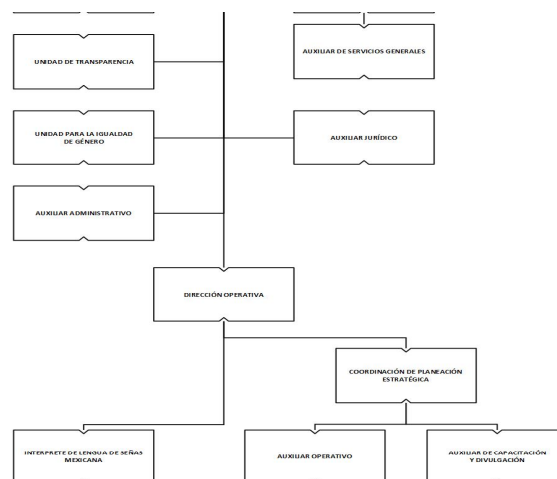 AUXILIAR DE SERVICIOS GENERALES
UNIDAD DE TRANSPARENCIA
UNIDAD PARA LA IGUALDAD
DE GÉNERO
AUXILIAR JURÍDICO
AUXILIAR ADMINISTRATIVO
DIRECCIÓN OPERATIVA
COORDINACIÓN DE PLANEACIÓN
ESTRATÉGICA
INTERPRETE DE LENGUA DE SEÑAS
MEXICANA
AUXILIAR OPERATIVO
AUXILIAR DE CAPACITACIÓN
Y DIVULGACIÓN